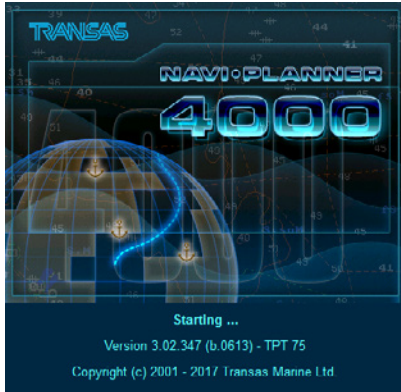 TRANSAS
NAVI•PLANNER
4000
Starting ...
Version 3.02.347 (b.0613) - TPT 75
Copyright (c) 2001 - 2017 Transas Marine Ltd